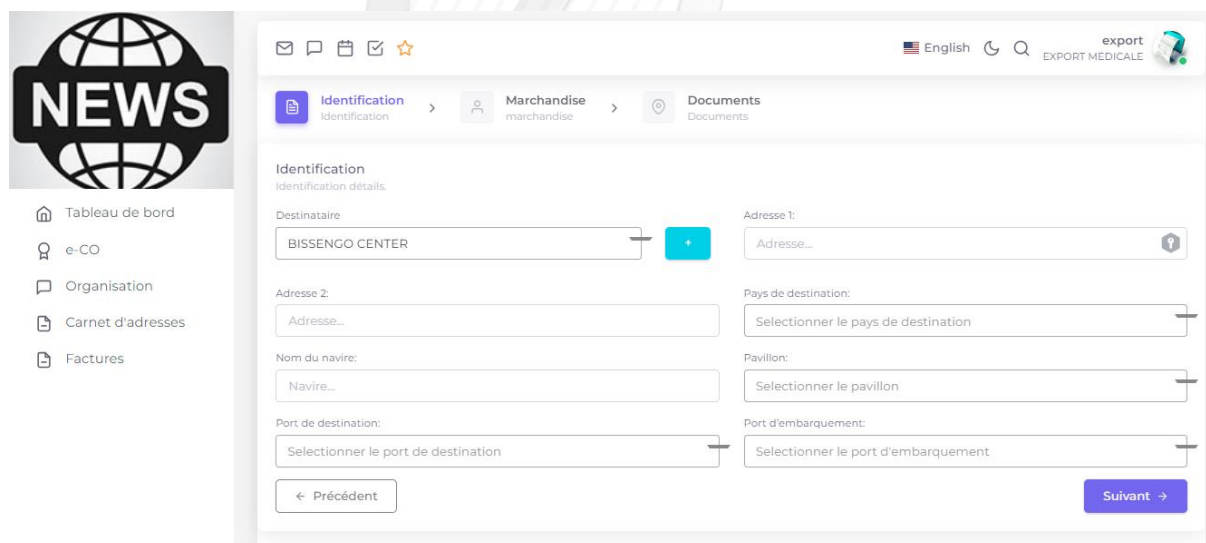 NEWS
Tableau de bord
e-CO
Organisation
Carnet d'adresses
Factures
English
export
EXPORT MEDICALE
Identification
Identification
Marchandise
marchandise
Documents
Documents
Identification
Identification détails.
Destinataire
BISSENGO CENTER
+
Adresse 1:
Adresse...
Adresse 2:
Adresse...
Pays de destination:
Selectionner le pays de destination
Nom du navire:
Navire...
Pavillon:
Selectionner le pavillon
Port de destination:
Selectionner le port de destination
Port d'embarquement:
Selectionner le port d'embarquement
← Précédent
Suivant →